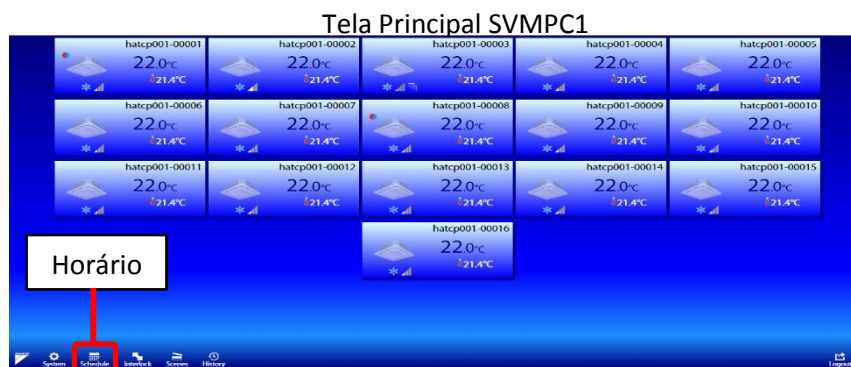 Tela Principal SVMPC1
hatcp001-00001
22.0°C
21.4°C
hatcp001-00002
22.0°C
21.4°C
hatcp001-00003
22.0°C
21.4°C
hatcp001-00004
22.0°C
21.4°C
hatcp001-00005
22.0°C
21.4°C
hatcp001-00006
22.0°C
21.4°C
hatcp001-00007
22.0°C
21.4°C
hatcp001-00008
22.0°C
21.4°C
hatcp001-00009
22.0°C
21.4°C
hatcp001-00010
22.0°C
21.4°C
hatcp001-00011
22.0°C
21.4°C
hatcp001-00012
22.0°C
21.4°C
hatcp001-00013
22.0°C
21.4°C
hatcp001-00014
22.0°C
21.4°C
hatcp001-00015
22.0°C
21.4°C
hatcp001-00016
22.0°C
21.4°C
Horário
System Schedule Interlock Scenes History Logout